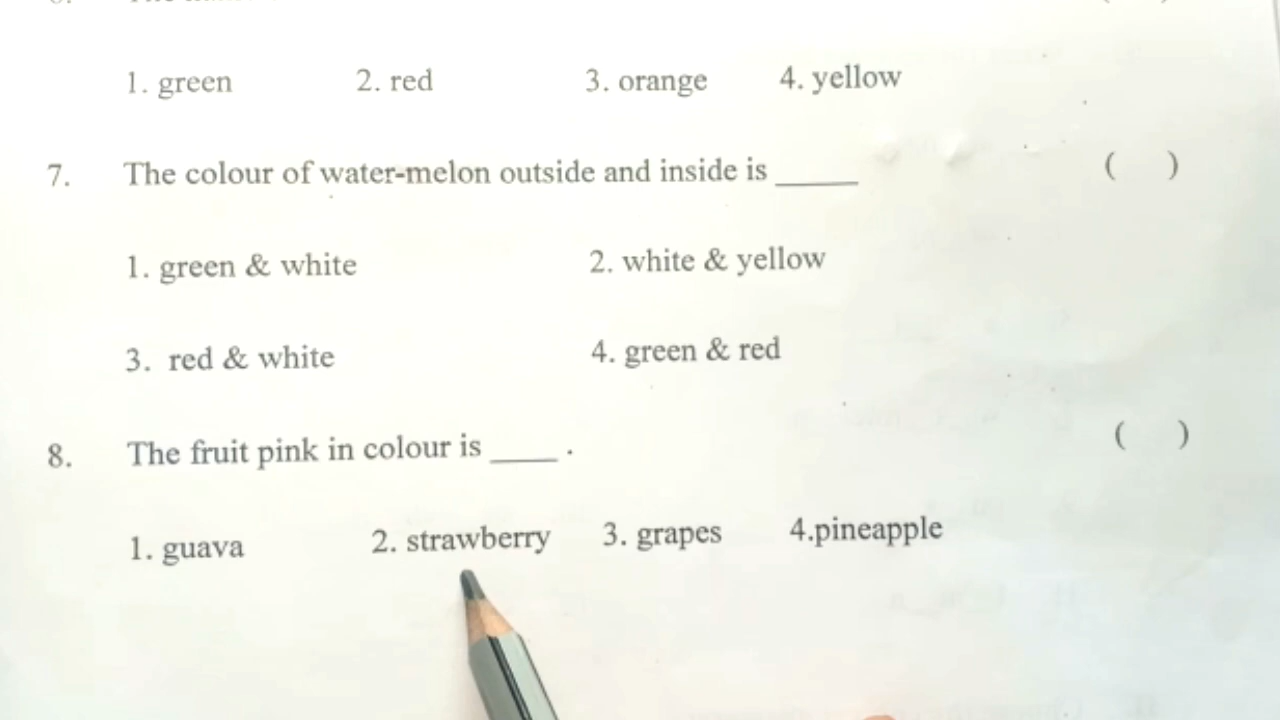 1. green 2. red 3. orange 4. yellow
7. The colour of water-melon outside and inside is _____ ( )
1. green & white 2. white & yellow
3. red & white 4. green & red
8. The fruit pink in colour is ____ . ( )
1. guava 2. strawberry 3. grapes 4.pineapple